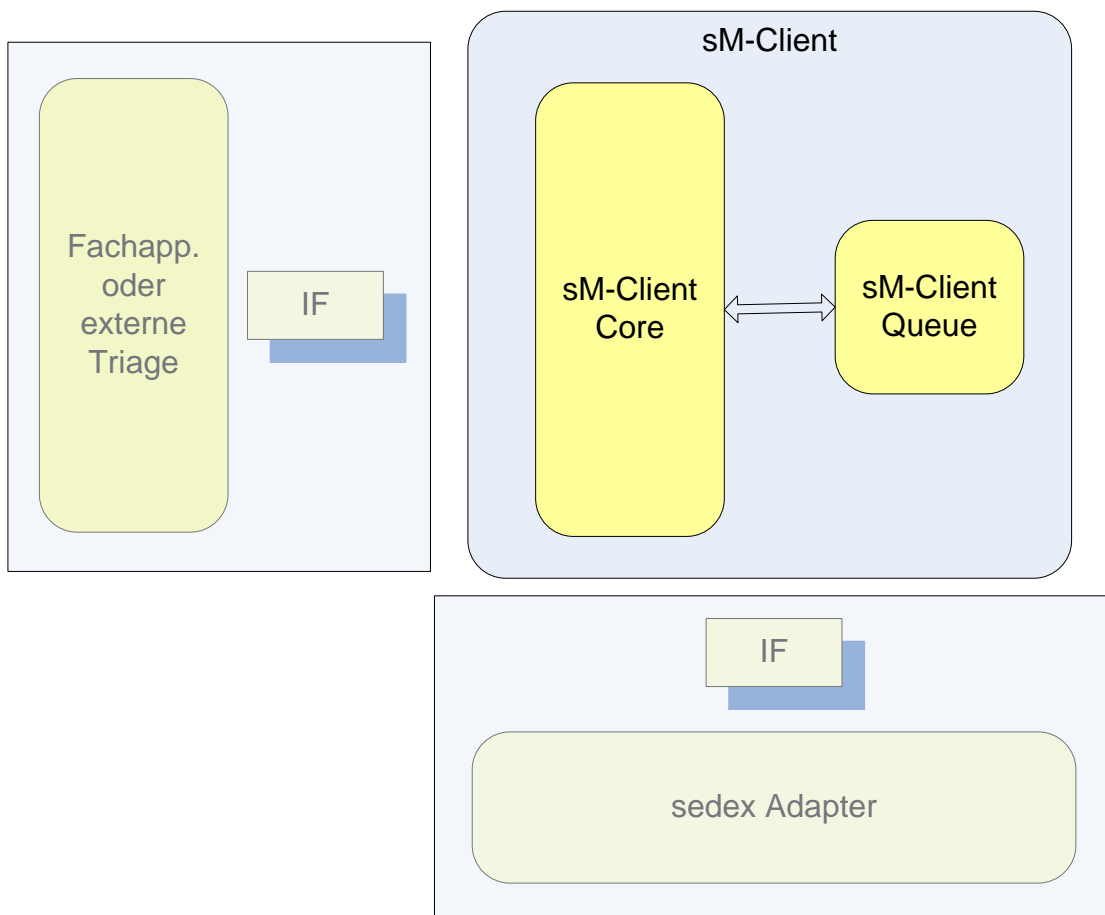 sM-Client
Fachapp.
oder
externe
Triage
IF
sM-Client
Core
sM-Client
Queue
IF
sedex Adapter